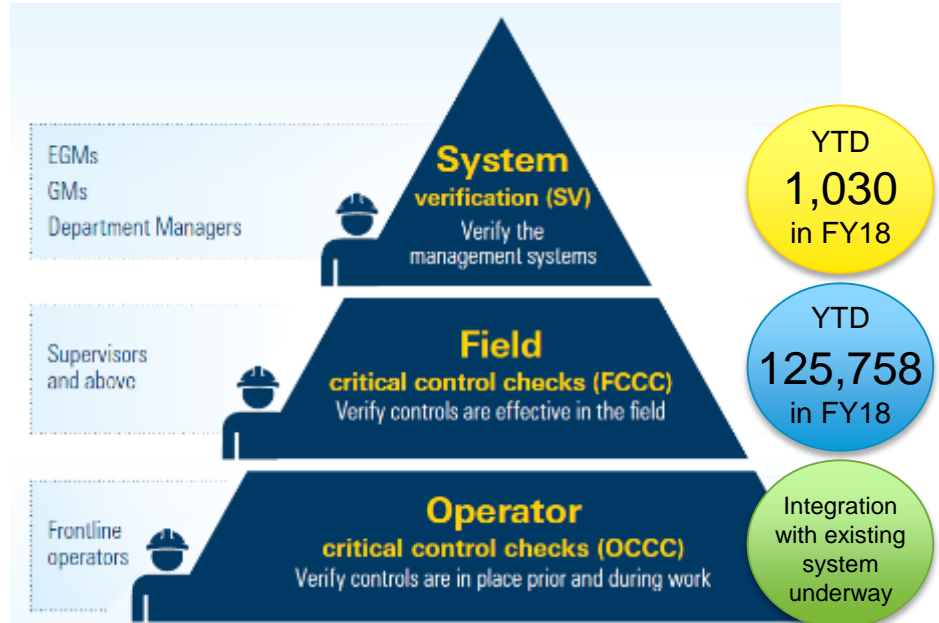 EGMs
GMs
Department Managers
System
verification (SV)
Verify the
management systems
YTD
1,030
in FY18
Supervisors
and above
Field
critical control checks (FCCC)
Verify controls are effective in the field
YTD
125,758
in FY18
Frontline
operators
Operator
critical control checks (OCCC)
Verify controls are in place prior and during work
Integration
with existing
system
underway